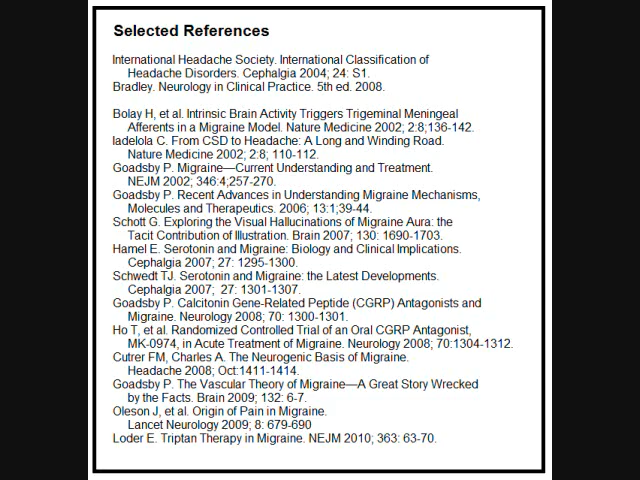 Selected References
International Headache Society. International Classification of
Headache Disorders. Cephalgia 2004; 24: S1.
Bradley. Neurology in Clinical Practice. 5th ed. 2008.
Bolay H, et al. Intrinsic Brain Activity Triggers Trigeminal Meningeal
Afferents in a Migraine Model. Nature Medicine 2002; 2:8;136-142.
Iadelola C. From CSD to Headache: A Long and Winding Road.
Nature Medicine 2002; 2:8; 110-112.
Goadsby P. Migraine—Current Understanding and Treatment.
NEJM 2002; 346:4;257-270.
Goadsby P. Recent Advances in Understanding Migraine Mechanisms,
Molecules and Therapeutics. 2006; 13:1;39-44.
Schott G. Exploring the Visual Hallucinations of Migraine Aura: the
Tacit Contribution of Illustration. Brain 2007; 130: 1690-1703.
Hamel E. Serotonin and Migraine: Biology and Clinical Implications.
Cephalgia 2007; 27: 1295-1300.
Schwedt TJ. Serotonin and Migraine: the Latest Developments.
Cephalgia 2007; 27: 1301-1307.
Goadsby P. Calcitonin Gene-Related Peptide (CGRP) Antagonists and
Migraine. Neurology 2008; 70: 1300-1301.
Ho T, et al. Randomized Controlled Trial of an Oral CGRP Antagonist,
MK-0974, in Acute Treatment of Migraine. Neurology 2008; 70:1304-1312.
Cutrer FM, Charles A. The Neurogenic Basis of Migraine.
Headache 2008; Oct:1411-1414.
Goadsby P. The Vascular Theory of Migraine—A Great Story Wrecked
by the Facts. Brain 2009; 132: 6-7.
Oleson J, et al. Origin of Pain in Migraine.
Lancet Neurology 2009; 8: 679-690
Loder E. Triptan Therapy in Migraine. NEJM 2010; 363: 63-70.